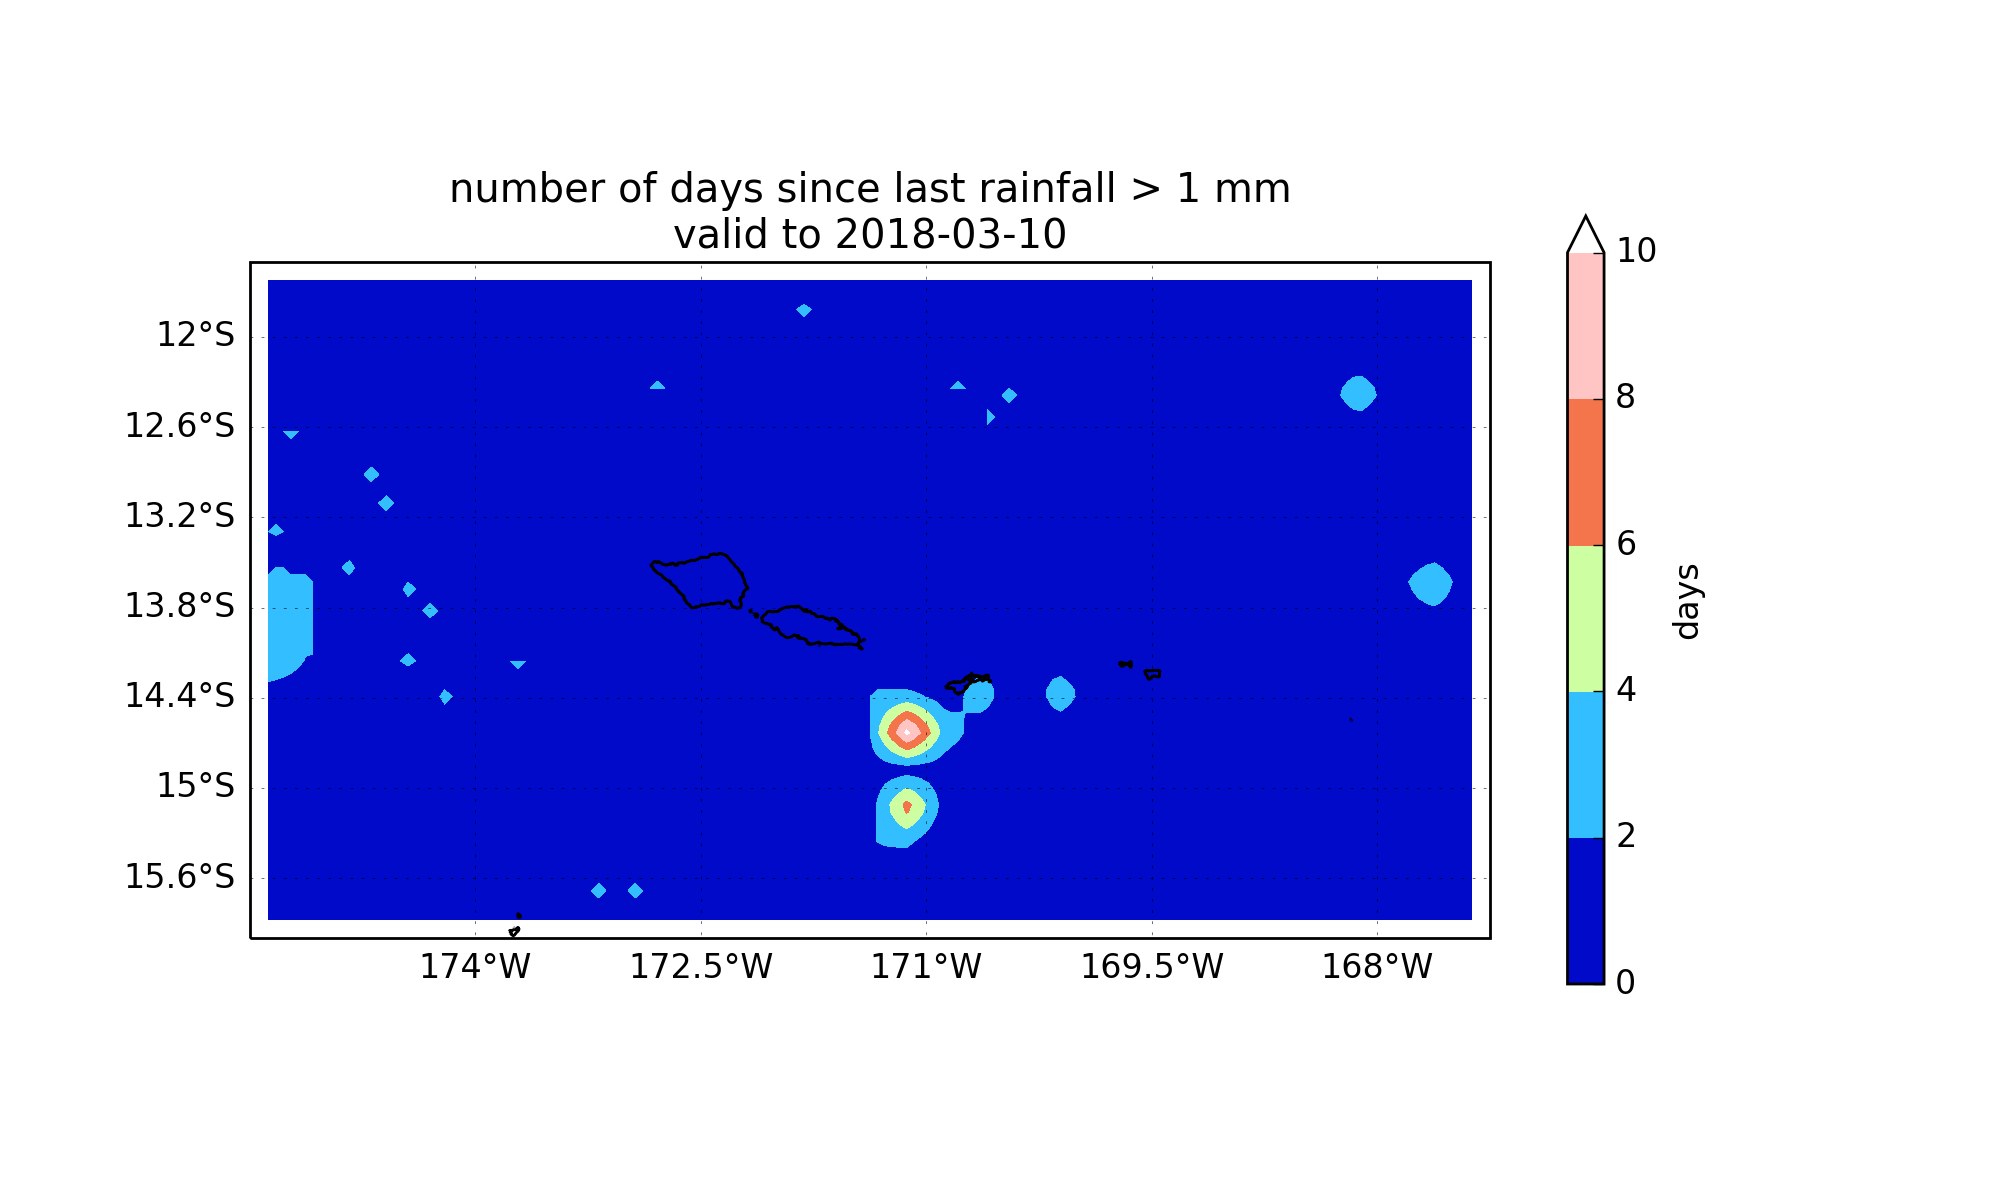 number of days since last rainfall > 1 mm
valid to 2018-03-10
12°S
12.6°S
13.2°S
13.8°S
14.4°S
15°S
15.6°S
174°W
172.5°W
171°W
169.5°W
168°W
10
8
6
4
2
0
days